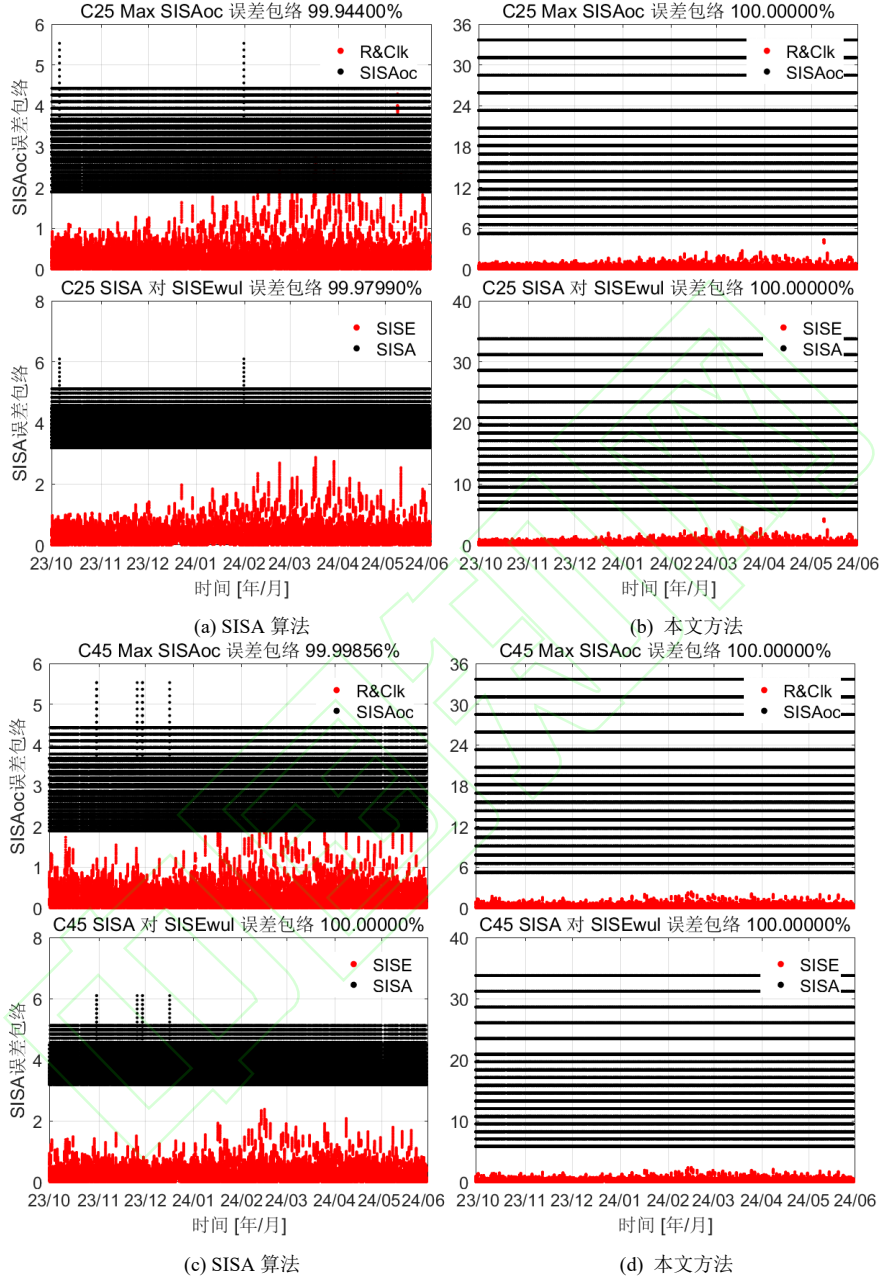 C25 Max SISAoc 误差包络 99.94400%
6
5
4
3
2
1
0
SISAoc误差包络
R&Clk
SISAoc
C25 SISA 对 SISEwul 误差包络 99.97990%
8
6
4
2
0
SISA误差包络
SISE
SISA
23/10 23/11 23/12 24/01 24/02 24/03 24/04 24/05 24/06
时间 [年/月]
(a) SISA 算法
C25 Max SISAoc 误差包络 100.00000%
36
30
24
18
12
6
0
R&Clk
SISAoc
C25 SISA 对 SISEwul 误差包络 100.00000%
40
30
20
10
0
SISE
SISA
23/10 23/11 23/12 24/01 24/02 24/03 24/04 24/05 24/06
时间 [年/月]
(b) 本文方法
C45 Max SISAoc 误差包络 99.99856%
6
5
4
3
2
1
0
SISAoc误差包络
R&Clk
SISAoc
C45 SISA 对 SISEwul 误差包络 100.00000%
8
6
4
2
0
SISA误差包络
SISE
SISA
23/10 23/11 23/12 24/01 24/02 24/03 24/04 24/05 24/06
时间 [年/月]
(c) SISA 算法
C45 Max SISAoc 误差包络 100.00000%
36
30
24
18
12
6
0
R&Clk
SISAoc
C45 SISA 对 SISEwul 误差包络 100.00000%
40
30
20
10
0
SISE
SISA
23/10 23/11 23/12 24/01 24/02 24/03 24/04 24/05 24/06
时间 [年/月]
(d) 本文方法